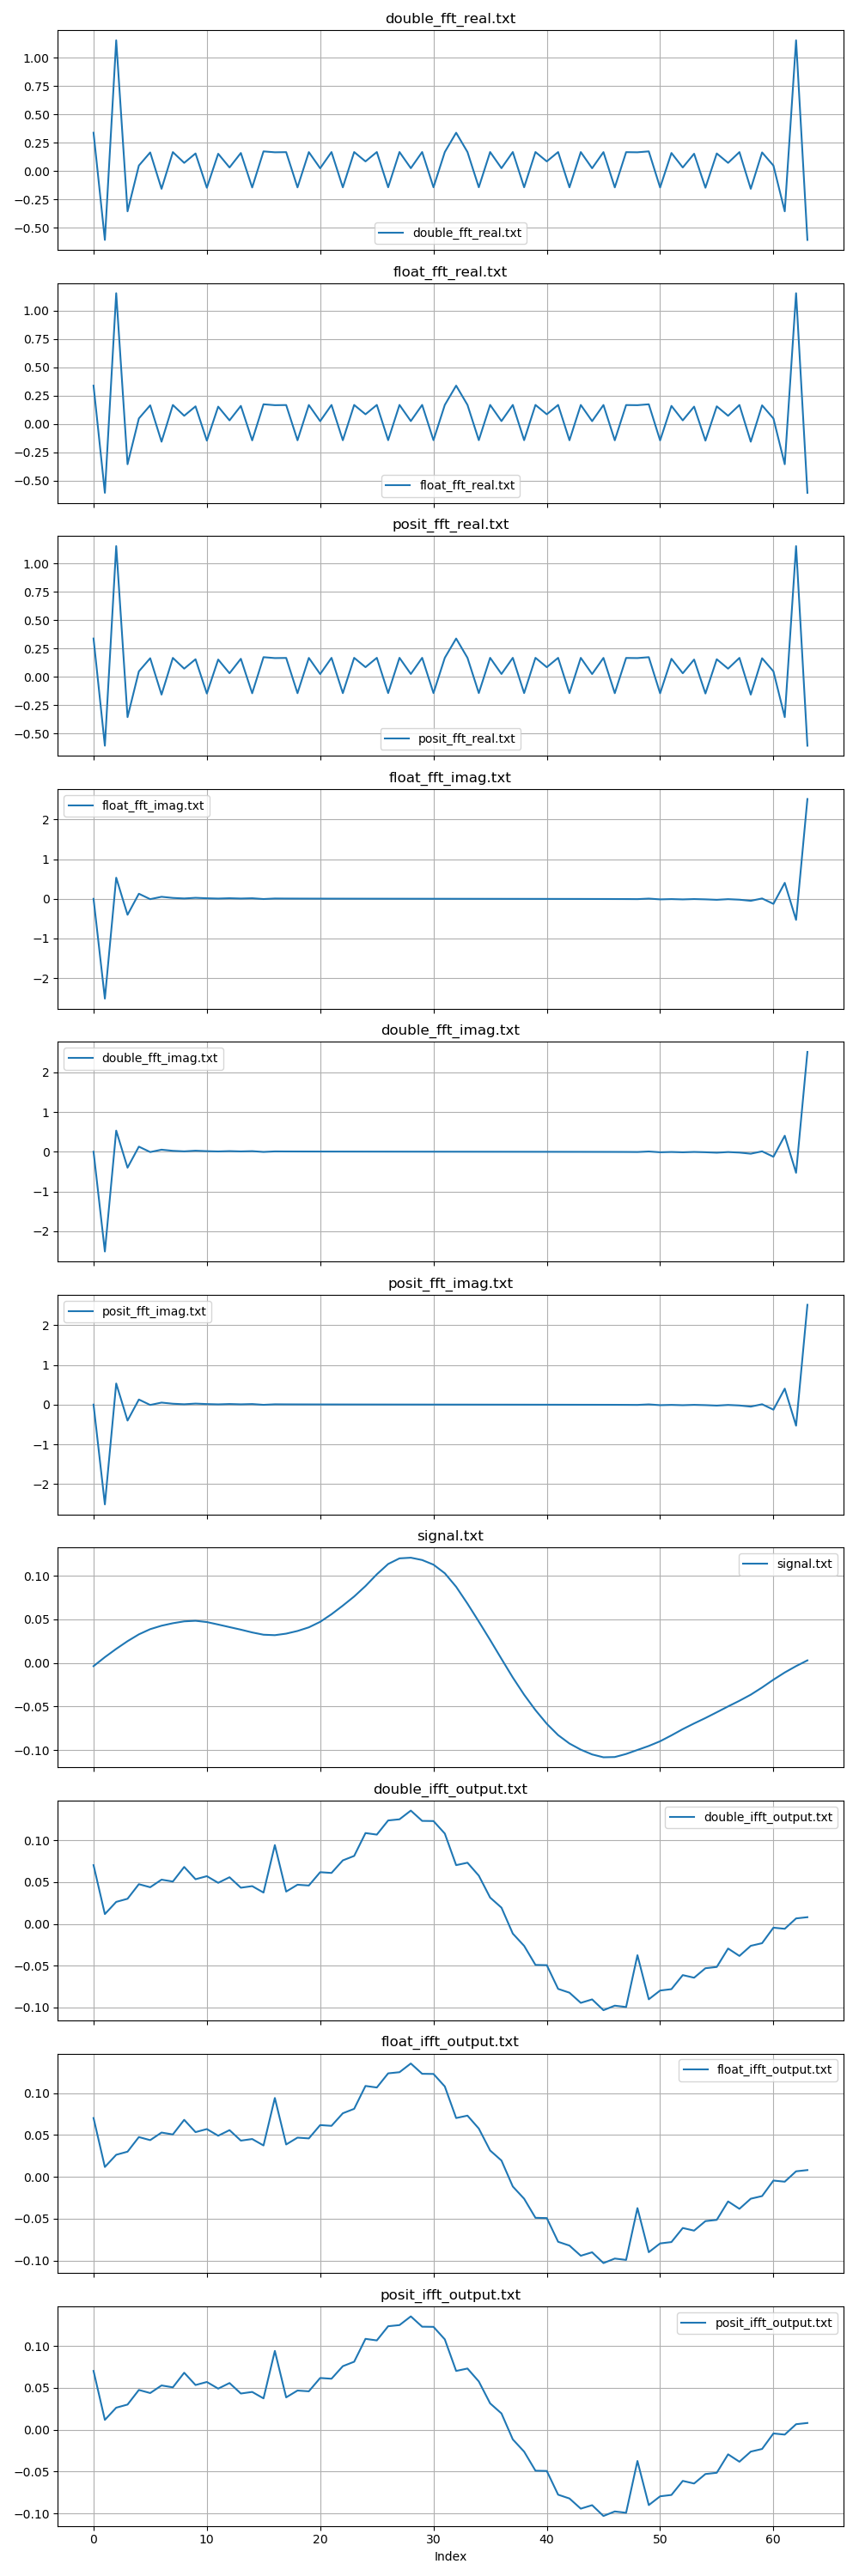 double_fft_real.txt
1.00
0.75
0.50
0.25
0.00
−0.25
−0.50
double_fft_real.txt
float_fft_real.txt
1.00
0.75
0.50
0.25
0.00
−0.25
−0.50
float_fft_real.txt
posit_fft_real.txt
1.00
0.75
0.50
0.25
0.00
−0.25
−0.50
posit_fft_real.txt
float_fft_imag.txt
float_fft_imag.txt
2
1
0
−1
−2
double_fft_imag.txt
double_fft_imag.txt
2
1
0
−1
−2
posit_fft_imag.txt
posit_fft_imag.txt
2
1
0
−1
−2
signal.txt
signal.txt
0.10
0.05
0.00
−0.05
−0.10
double_ifft_output.txt
double_ifft_output.txt
0.10
0.05
0.00
−0.05
−0.10
float_ifft_output.txt
float_ifft_output.txt
0.10
0.05
0.00
−0.05
−0.10
posit_ifft_output.txt
posit_ifft_output.txt
0.10
0.05
0.00
−0.05
−0.10
0 10 20 30 40 50 60
Index